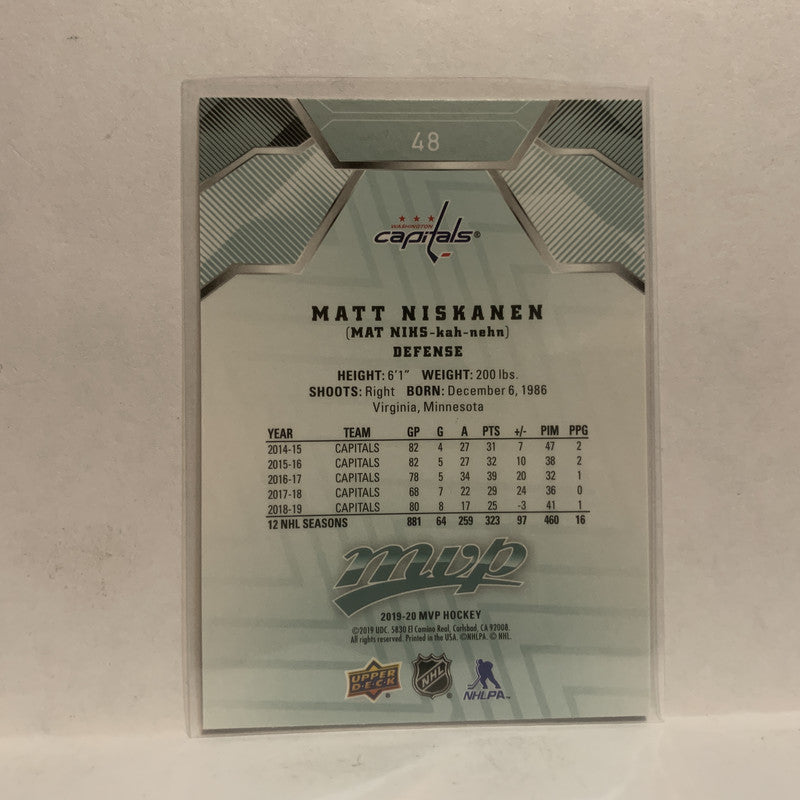 48
WASHINGTON
capitals®
MATT NISKANEN
(MAT NIHS-kah-nehn)
DEFENSE
HEIGHT: 6'1" WEIGHT: 200 lbs.
SHOOTS: Right BORN: December 6, 1986
Virginia, Minnesota
YEAR TEAM GP G A PTS +/- PIM PPG
2014-15 CAPITALS 82 4 27 31 7 47 2
2015-16 CAPITALS 82 5 27 32 10 38 2
2016-17 CAPITALS 78 5 34 39 20 32 1
2017-18 CAPITALS 68 7 22 29 24 36 0
2018-19 CAPITALS 80 8 17 25 -3 41 1
12 NHL SEASONS 881 64 259 323 97 460 16
mvp
2019-20 MVP HOCKEY
©2019 UDC. 5830 El Camino Real, Carlsbad, CA 92008.
All rights reserved. Printed in the USA. ©NHLPA. © NHL.
UPPER
DECK®
NHL®
NHLPA™